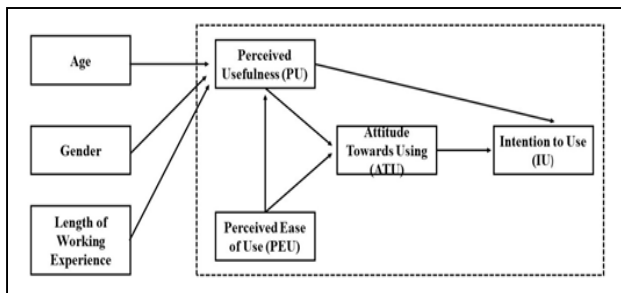 Age
Perceived
Usefulness (PU)
Gender
Attitude
Towards Using
(ATU)
Intention to Use
(IU)
Length of
Working
Experience
Perceived Ease
of Use (PEU)